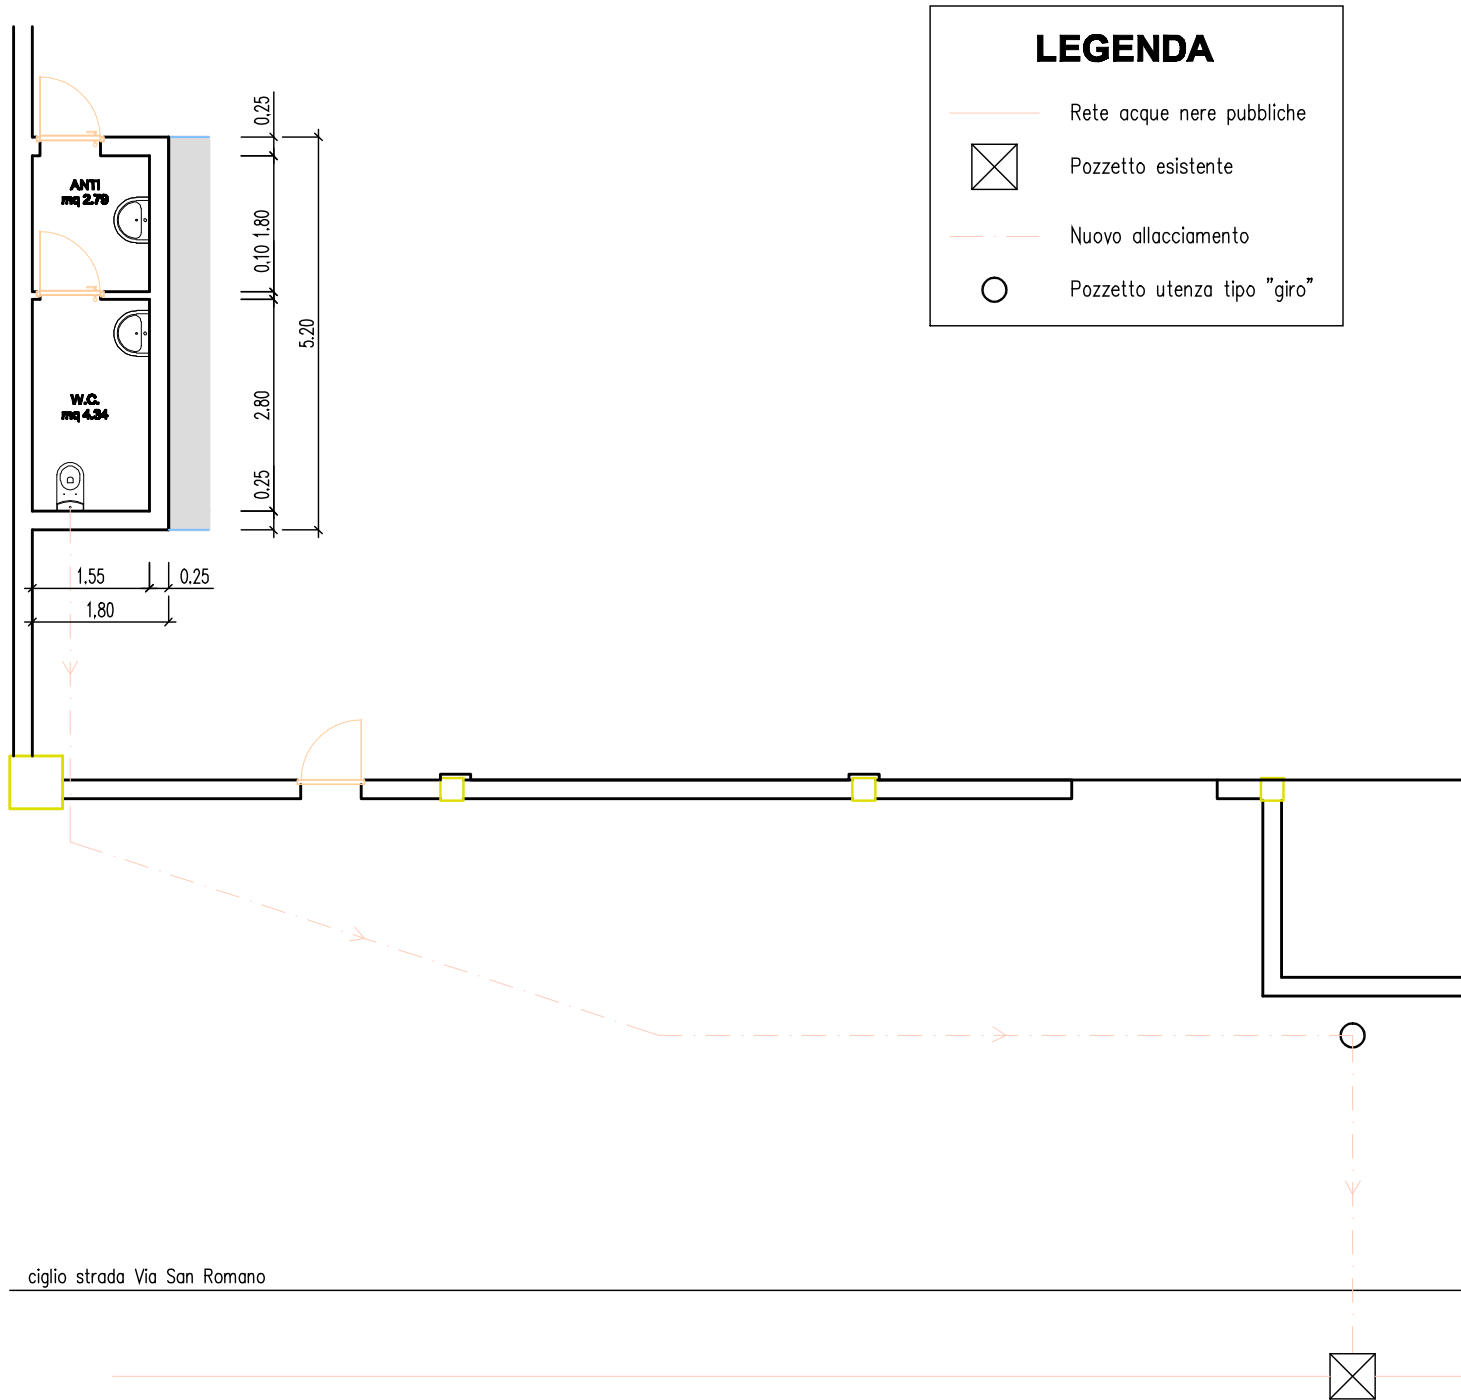 LEGENDA
Rete acque nere pubbliche
Pozzetto esistente
Nuovo allacciamento
Pozzetto utenza tipo "giro"
ANTI
mq 2.79
W.C.
mq 4.34
0.25
1.80
0.10
2.80
0.25
5.20
1.55
0.25
1.80
ciglio strada Via San Romano